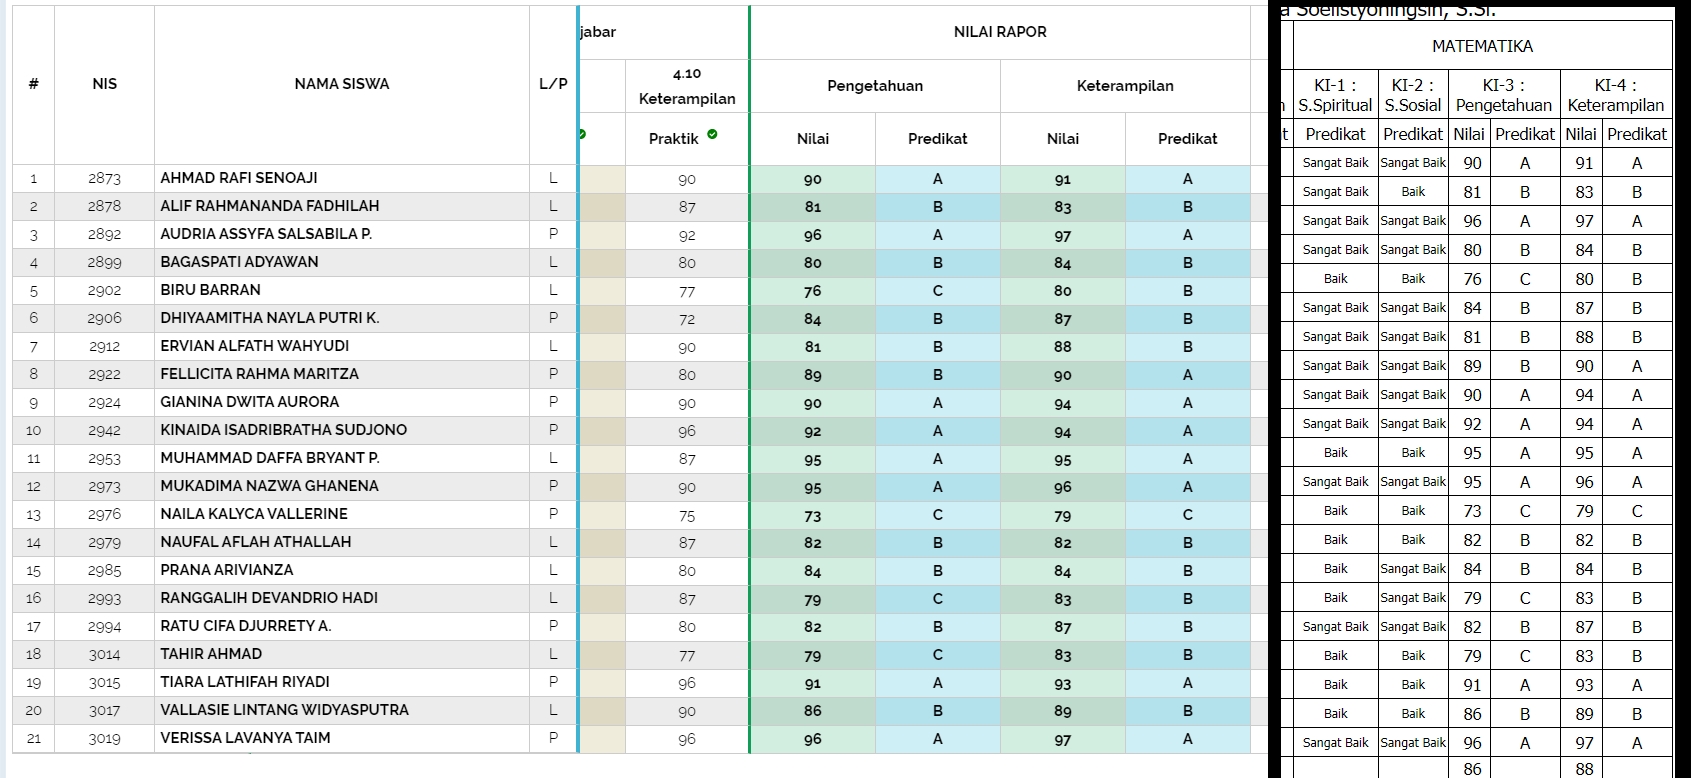 # NIS NAMA SISWA L/P jabar NILAI RAPOR
4.10 Keterampilan Pengetahuan Keterampilan
Praktik Nilai Predikat Nilai Predikat
1 2873 AHMAD RAFI SENOAJI L 90 90 A 91 A
2 2878 ALIF RAHMANANDA FADHILAH L 87 81 B 83 B
3 2892 AUDRIA ASSYFA SALSABILA P. P 92 96 A 97 A
4 2899 BAGASPATI ADYAWAN L 80 80 B 84 B
5 2902 BIRU BARRAN L 77 76 C 80 B
6 2906 DHIYAAMITHA NAYLA PUTRI K. P 72 84 B 87 B
7 2912 ERVIAN ALFATH WAHYUDI L 90 81 B 88 B
8 2922 FELLICITA RAHMA MARITZA P 80 89 B 90 A
9 2924 GIANINA DWITA AURORA P 90 90 A 94 A
10 2942 KINAIDA ISADRIBRATHA SUDJONO P 96 92 A 94 A
11 2953 MUHAMMAD DAFFA BRYANT P. L 87 95 A 95 A
12 2973 MUKADIMA NAZWA GHANENA P 90 95 A 96 A
13 2976 NAILA KALYCA VALLERINE P 75 73 C 79 C
14 2979 NAUFAL AFLAH ATHALLAH L 87 82 B 82 B
15 2985 PRANA ARIVIANZA L 80 84 B 84 B
16 2993 RANGGALIH DEVANDRIO HADI L 87 79 C 83 B
17 2994 RATU CIFA DJURRETY A. P 80 82 B 87 B
18 3014 TAHIR AHMAD L 77 79 C 83 B
19 3015 TIARA LATHIFAH RIYADI P 96 91 A 93 A
20 3017 VALLASIE LINTANG WIDYASPUTRA L 90 86 B 89 B
21 3019 VERISSA LAVANYA TAIM P 96 96 A 97 A
a Soelistyoningsih, S.Si.
MATEMATIKA
KI-1 : S.Spiritual KI-2 : S.Sosial KI-3 : Pengetahuan KI-4 : Keterampilan
Predikat Predikat Nilai Predikat Nilai Predikat
Sangat Baik Sangat Baik 90 A 91 A
Sangat Baik Baik 81 B 83 B
Sangat Baik Sangat Baik 96 A 97 A
Sangat Baik Sangat Baik 80 B 84 B
Baik Baik 76 C 80 B
Sangat Baik Sangat Baik 84 B 87 B
Sangat Baik Sangat Baik 81 B 88 B
Sangat Baik Sangat Baik 89 B 90 A
Sangat Baik Sangat Baik 90 A 94 A
Sangat Baik Sangat Baik 92 A 94 A
Baik Baik 95 A 95 A
Sangat Baik Sangat Baik 95 A 96 A
Baik Baik 73 C 79 C
Baik Baik 82 B 82 B
Baik Sangat Baik 84 B 84 B
Baik Sangat Baik 79 C 83 B
Sangat Baik Sangat Baik 82 B 87 B
Baik Baik 79 C 83 B
Baik Baik 91 A 93 A
Baik Baik 86 B 89 B
Sangat Baik Sangat Baik 96 A 97 A
86 88